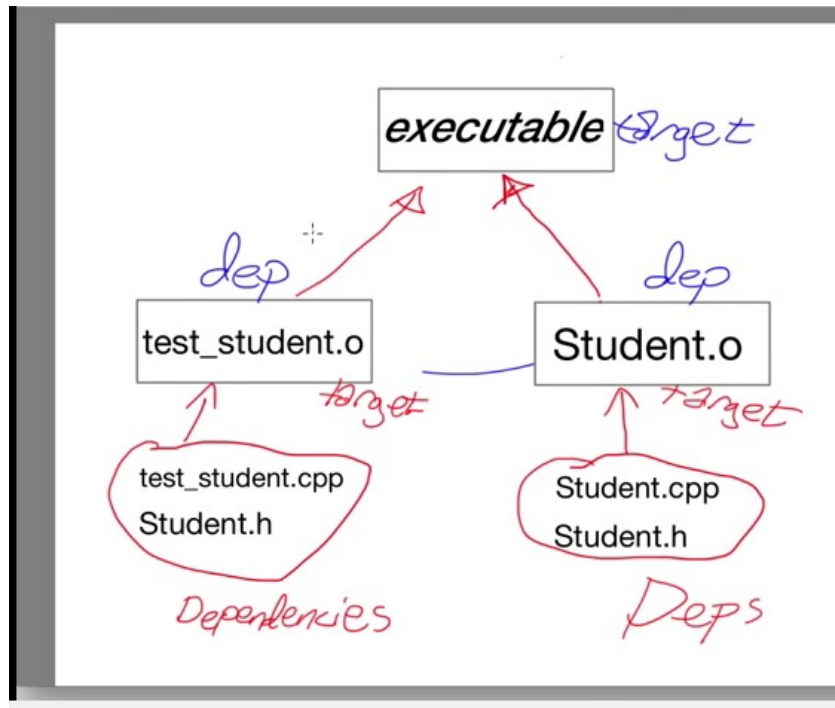 executable target
dep
dep
test_student.o
Student.o
target
target
test_student.cpp
Student.h
Student.cpp
Student.h
Dependencies
Deps